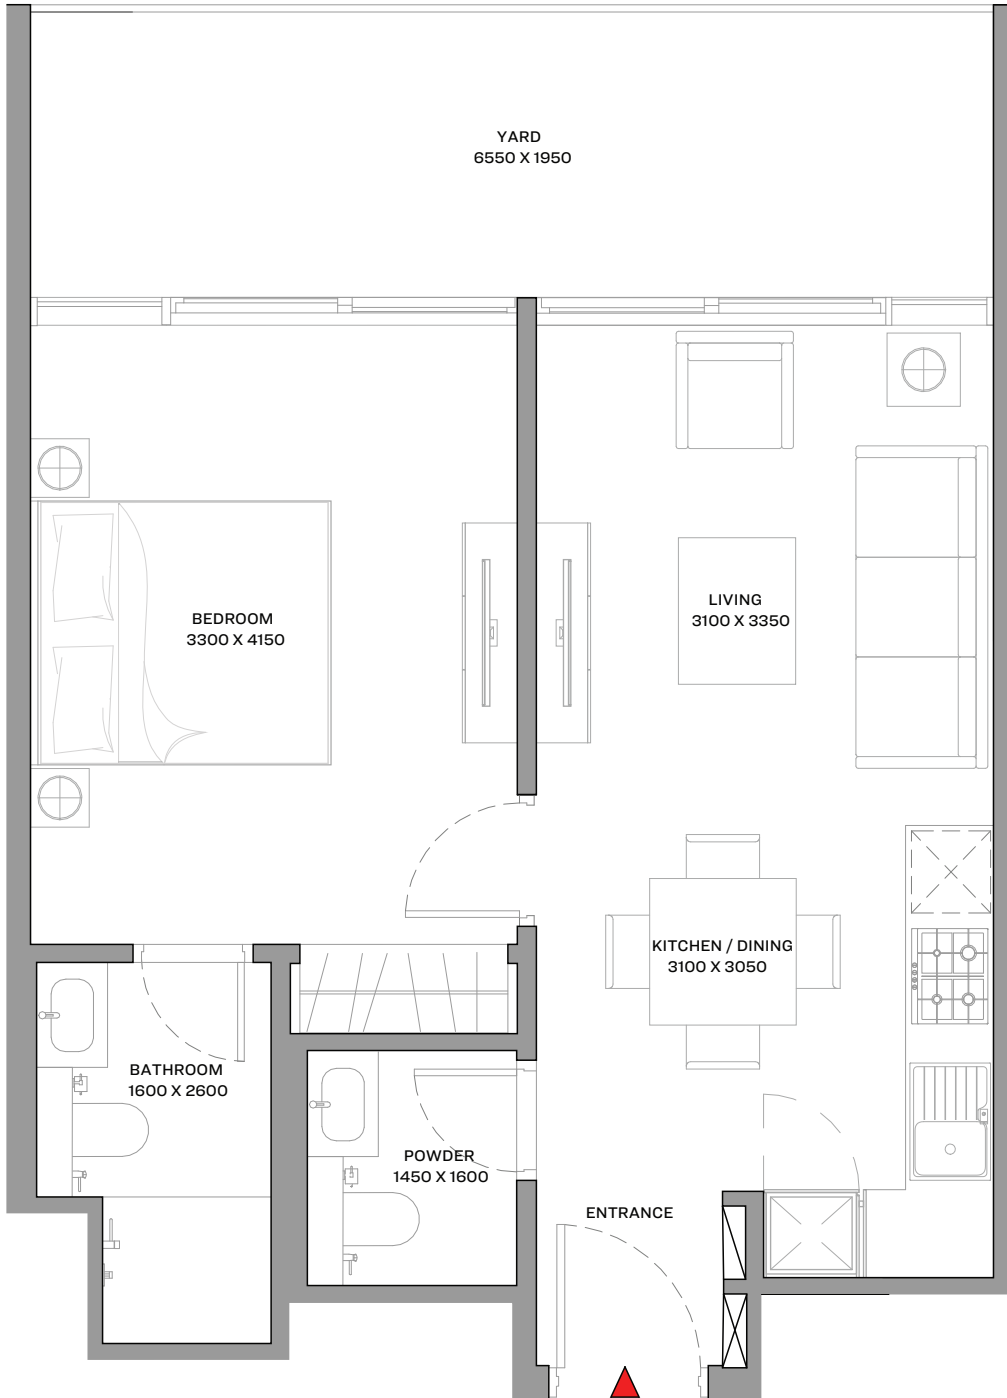 YARD
6550 X 1950
BEDROOM
3300 X 4150
LIVING
3100 X 3350
KITCHEN / DINING
3100 X 3050
BATHROOM
1600 X 2600
POWDER
1450 X 1600
ENTRANCE